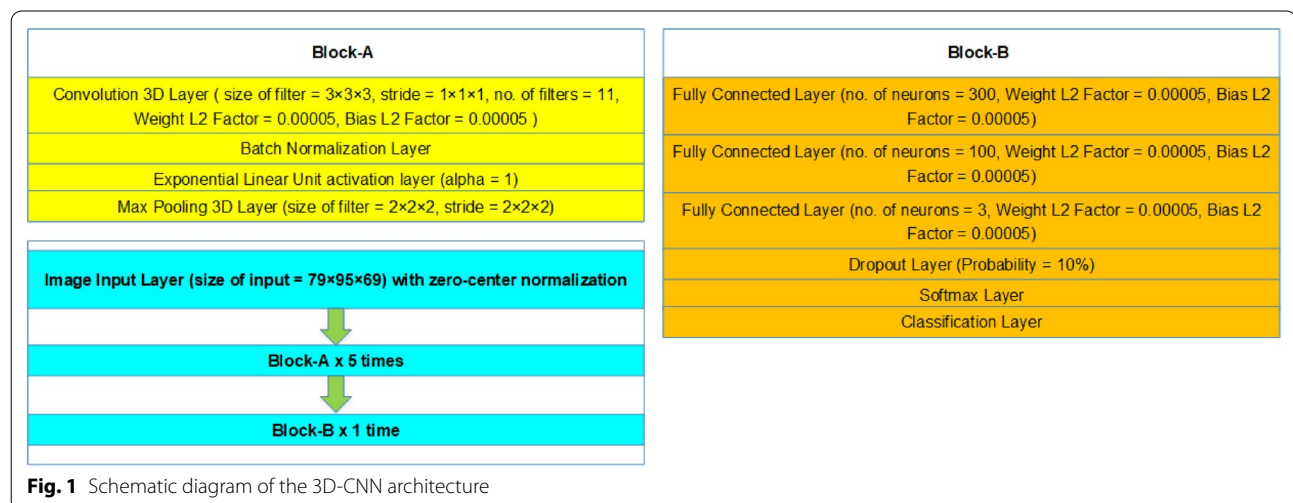 Block-A
Convolution 3D Layer ( size of filter = 3×3×3, stride = 1×1×1, no. of filters = 11,
Weight L2 Factor = 0.00005, Bias L2 Factor = 0.00005 )
Batch Normalization Layer
Exponential Linear Unit activation layer (alpha = 1)
Max Pooling 3D Layer (size of filter = 2×2×2, stride = 2×2×2)
Image Input Layer (size of input = 79×95×69) with zero-center normalization
Block-A x 5 times
Block-B x 1 time
Block-B
Fully Connected Layer (no. of neurons = 300, Weight L2 Factor = 0.00005, Bias L2
Factor = 0.00005)
Fully Connected Layer (no. of neurons = 100, Weight L2 Factor = 0.00005, Bias L2
Factor = 0.00005)
Fully Connected Layer (no. of neurons = 3, Weight L2 Factor = 0.00005, Bias L2
Factor = 0.00005)
Dropout Layer (Probability = 10%)
Softmax Layer
Classification Layer
Fig. 1 Schematic diagram of the 3D-CNN architecture